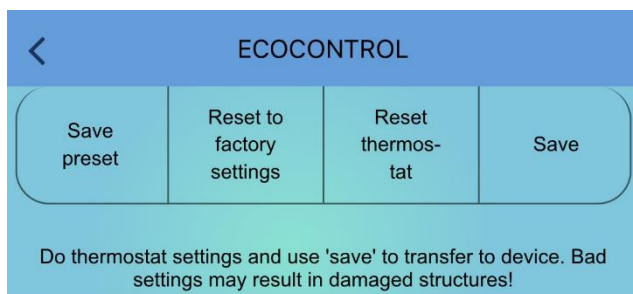 ECOCONTROL
Save
preset
Reset to
factory
settings
Reset
thermos-
tat
Save
Do thermostat settings and use 'save' to transfer to device. Bad
settings may result in damaged structures!